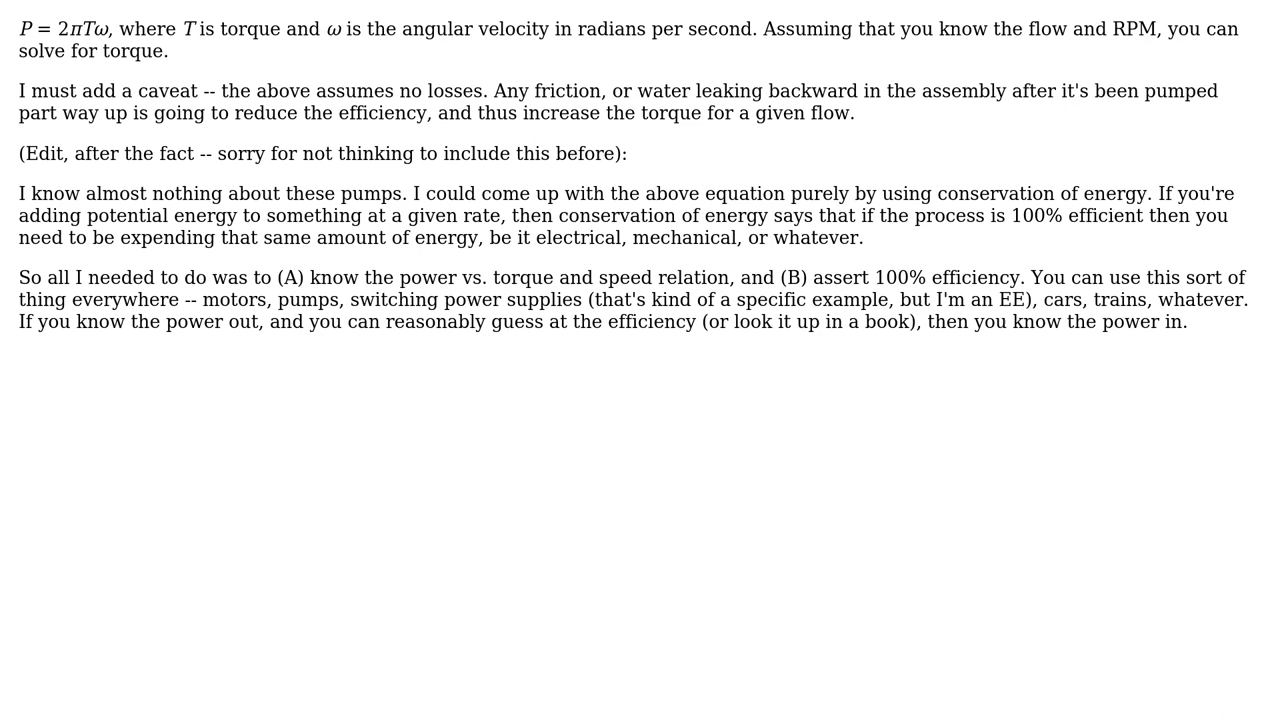 P = 2πTω, where T is torque and ω is the angular velocity in radians per second. Assuming that you know the flow and RPM, you can
solve for torque.
I must add a caveat -- the above assumes no losses. Any friction, or water leaking backward in the assembly after it's been pumped
part way up is going to reduce the efficiency, and thus increase the torque for a given flow.
(Edit, after the fact -- sorry for not thinking to include this before):
I know almost nothing about these pumps. I could come up with the above equation purely by using conservation of energy. If you're
adding potential energy to something at a given rate, then conservation of energy says that if the process is 100% efficient then you
need to be expending that same amount of energy, be it electrical, mechanical, or whatever.
So all I needed to do was to (A) know the power vs. torque and speed relation, and (B) assert 100% efficiency. You can use this sort of
thing everywhere -- motors, pumps, switching power supplies (that's kind of a specific example, but I'm an EE), cars, trains, whatever.
If you know the power out, and you can reasonably guess at the efficiency (or look it up in a book), then you know the power in.